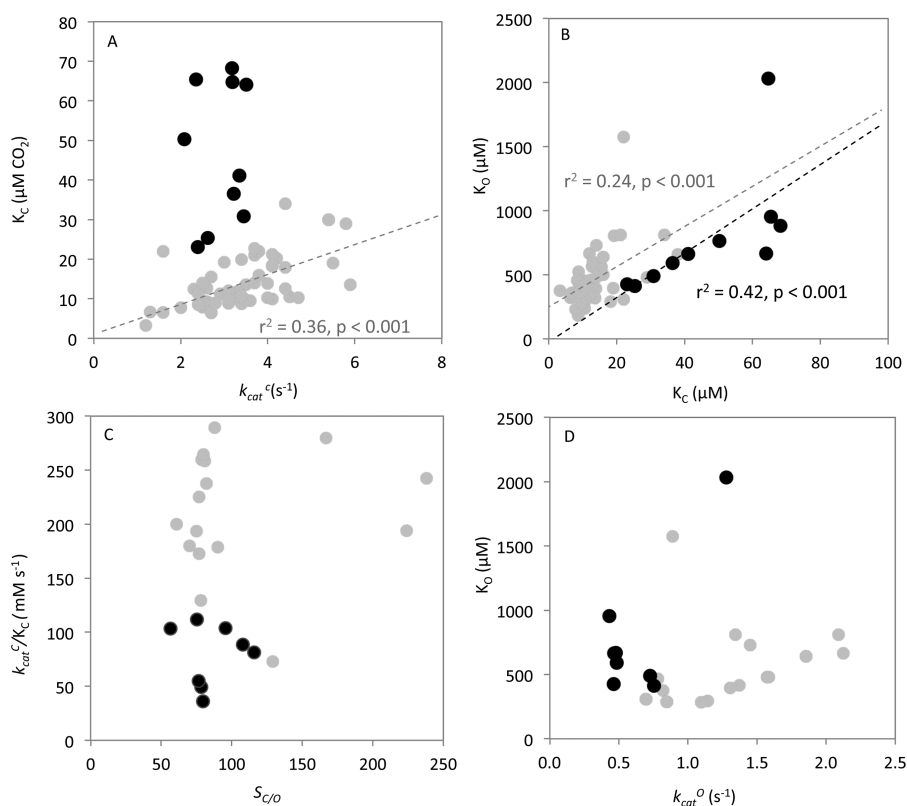 A
80
70
60
50
40
30
20
10
0
K_C (µM CO₂)
r² = 0.36, p < 0.001
0 2 4 6 8
k_cat^c (s⁻¹)
B
2500
2000
1500
1000
500
0
K_O (µM)
r² = 0.24, p < 0.001
r² = 0.42, p < 0.001
0 20 40 60 80 100
K_C (µM)
C
300
250
200
150
100
50
0
k_cat^C/K_C (mM s⁻¹)
0 50 100 150 200 250
S_C/O
D
2500
2000
1500
1000
500
0
K_O (µM)
0.0 0.5 1.0 1.5 2.0 2.5
k_cat^O (s⁻¹)